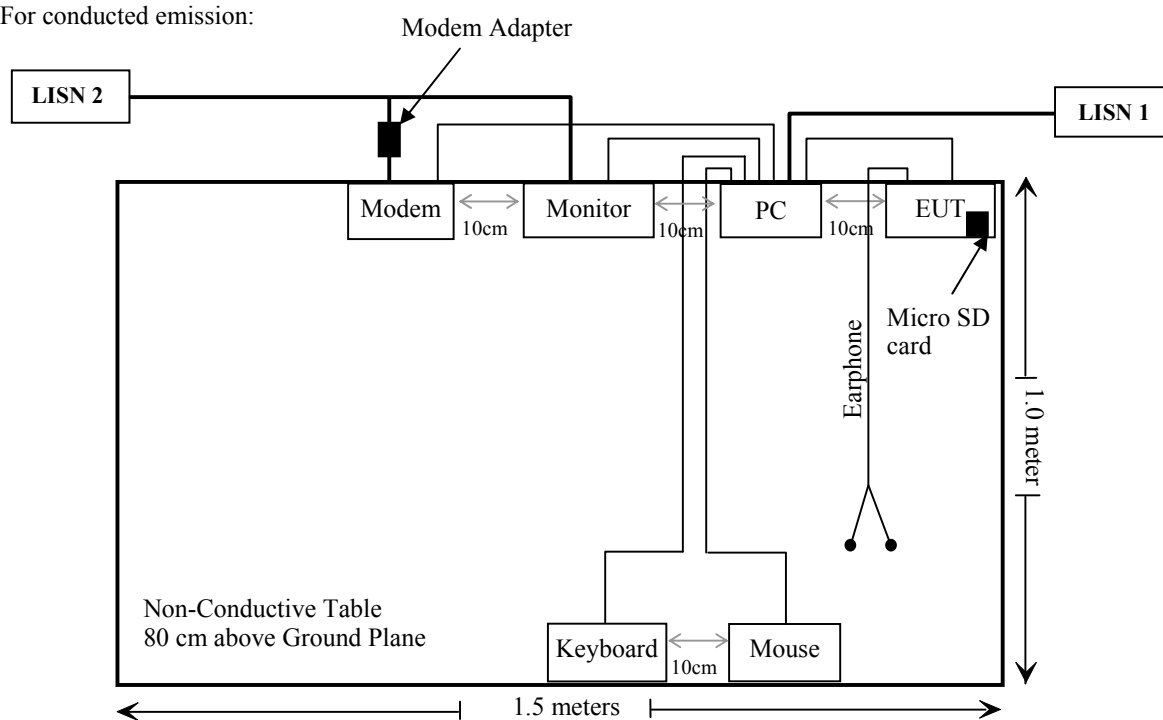 For conducted emission:
Modem Adapter
LISN 2
LISN 1
Modem
Monitor
PC
EUT
10cm
10cm
10cm
Micro SD
card
Earphone
1.0 meter
Non-Conductive Table
80 cm above Ground Plane
Keyboard
Mouse
10cm
1.5 meters